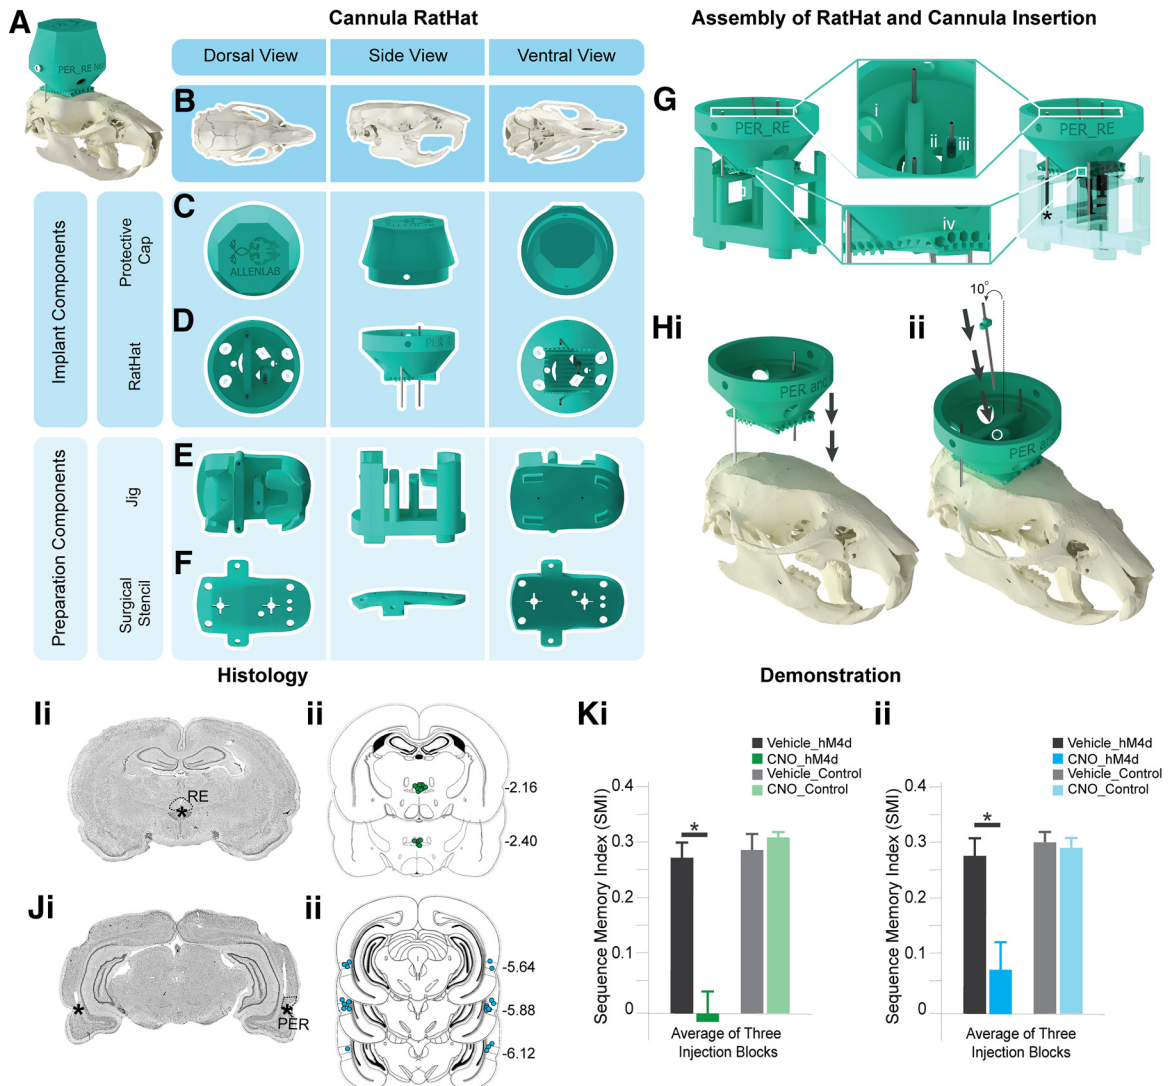 A
Cannula RatHat
Assembly of RatHat and Cannula Insertion
PER_RE
Dorsal View
Side View
Ventral View
B
Implant Components
Protective
Cap
C
ALLENLAB
RatHat
D
Preparation Components
Jig
E
Surgical
Stencil
F
G
PER_RE
i
ii
iii
iv
PER_RE
*
Hi
PER and
ii
10°
PER an
Histology
Demonstration
Ii
RE
*
ii
-2.16
-2.40
Ji
*
*
PER
ii
-5.64
-5.88
-6.12
Ki
Vehicle_hM4d
CNO_hM4d
Vehicle_Control
CNO_Control
Sequence Memory Index (SMI)
0.4
0.3
0.2
0.1
0
*
Average of Three
Injection Blocks
ii
Vehicle_hM4d
CNO_hM4d
Vehicle_Control
CNO_Control
Sequence Memory Index (SMI)
0.4
0.3
0.2
0.1
0
*
Average of Three
Injection Blocks